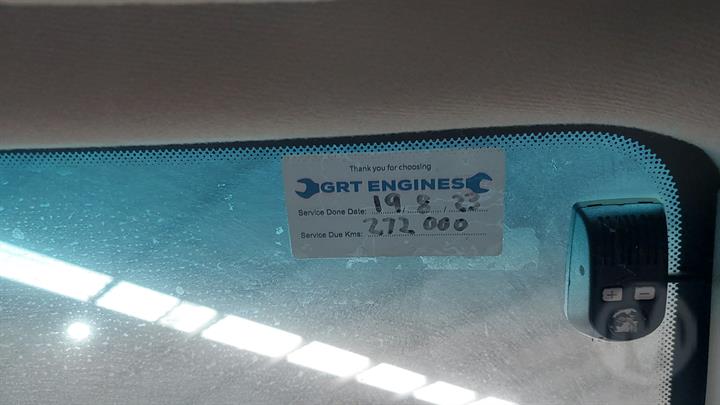 Thank you for choosing
GRT ENGINES
Service Done Date: 19/8/23
Service Due Kms: 272 000
+ −